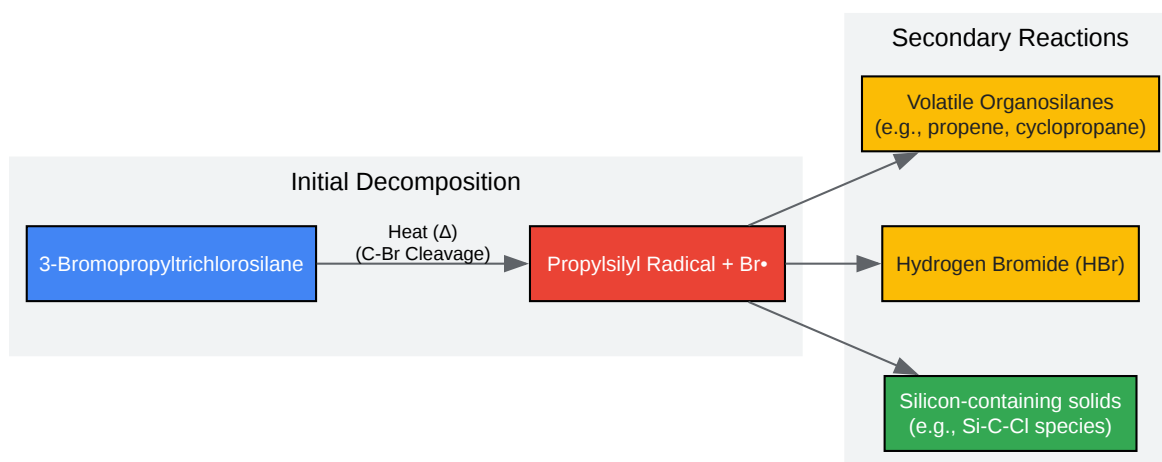 Secondary Reactions
Volatile Organosilanes
(e.g., propene, cyclopropane)
Initial Decomposition
Heat (Δ)
(C-Br Cleavage)
3-Bromopropyltrichlorosilane
Propylsilyl Radical + Br•
Hydrogen Bromide (HBr)
Silicon-containing solids
(e.g., Si-C-Cl species)